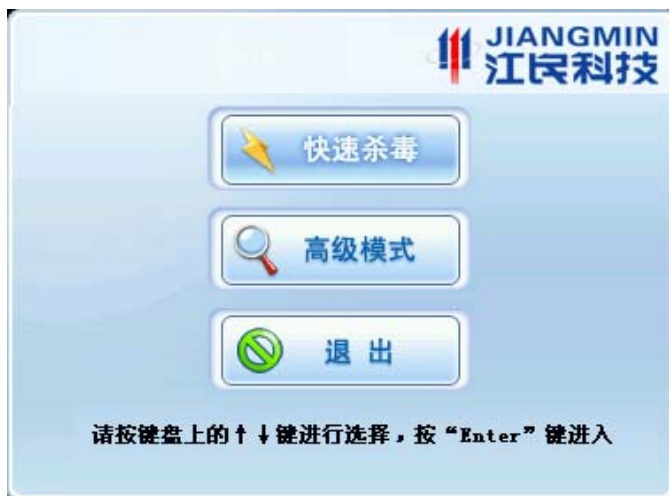 JIANGMIN
江民科技
快速杀毒
高级模式
退 出
请按键盘上的↑↓键进行选择，按“Enter”键进入